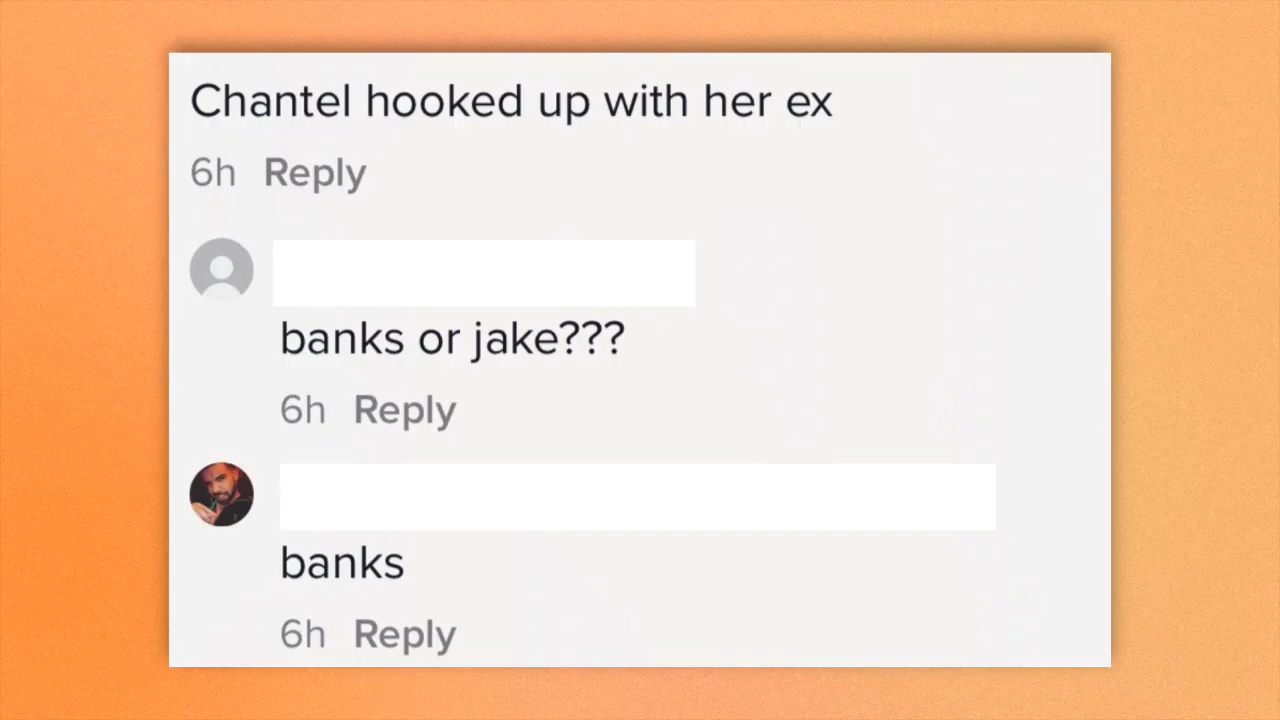 Chantel hooked up with her ex
6h Reply
banks or jake???
6h Reply
banks
6h Reply